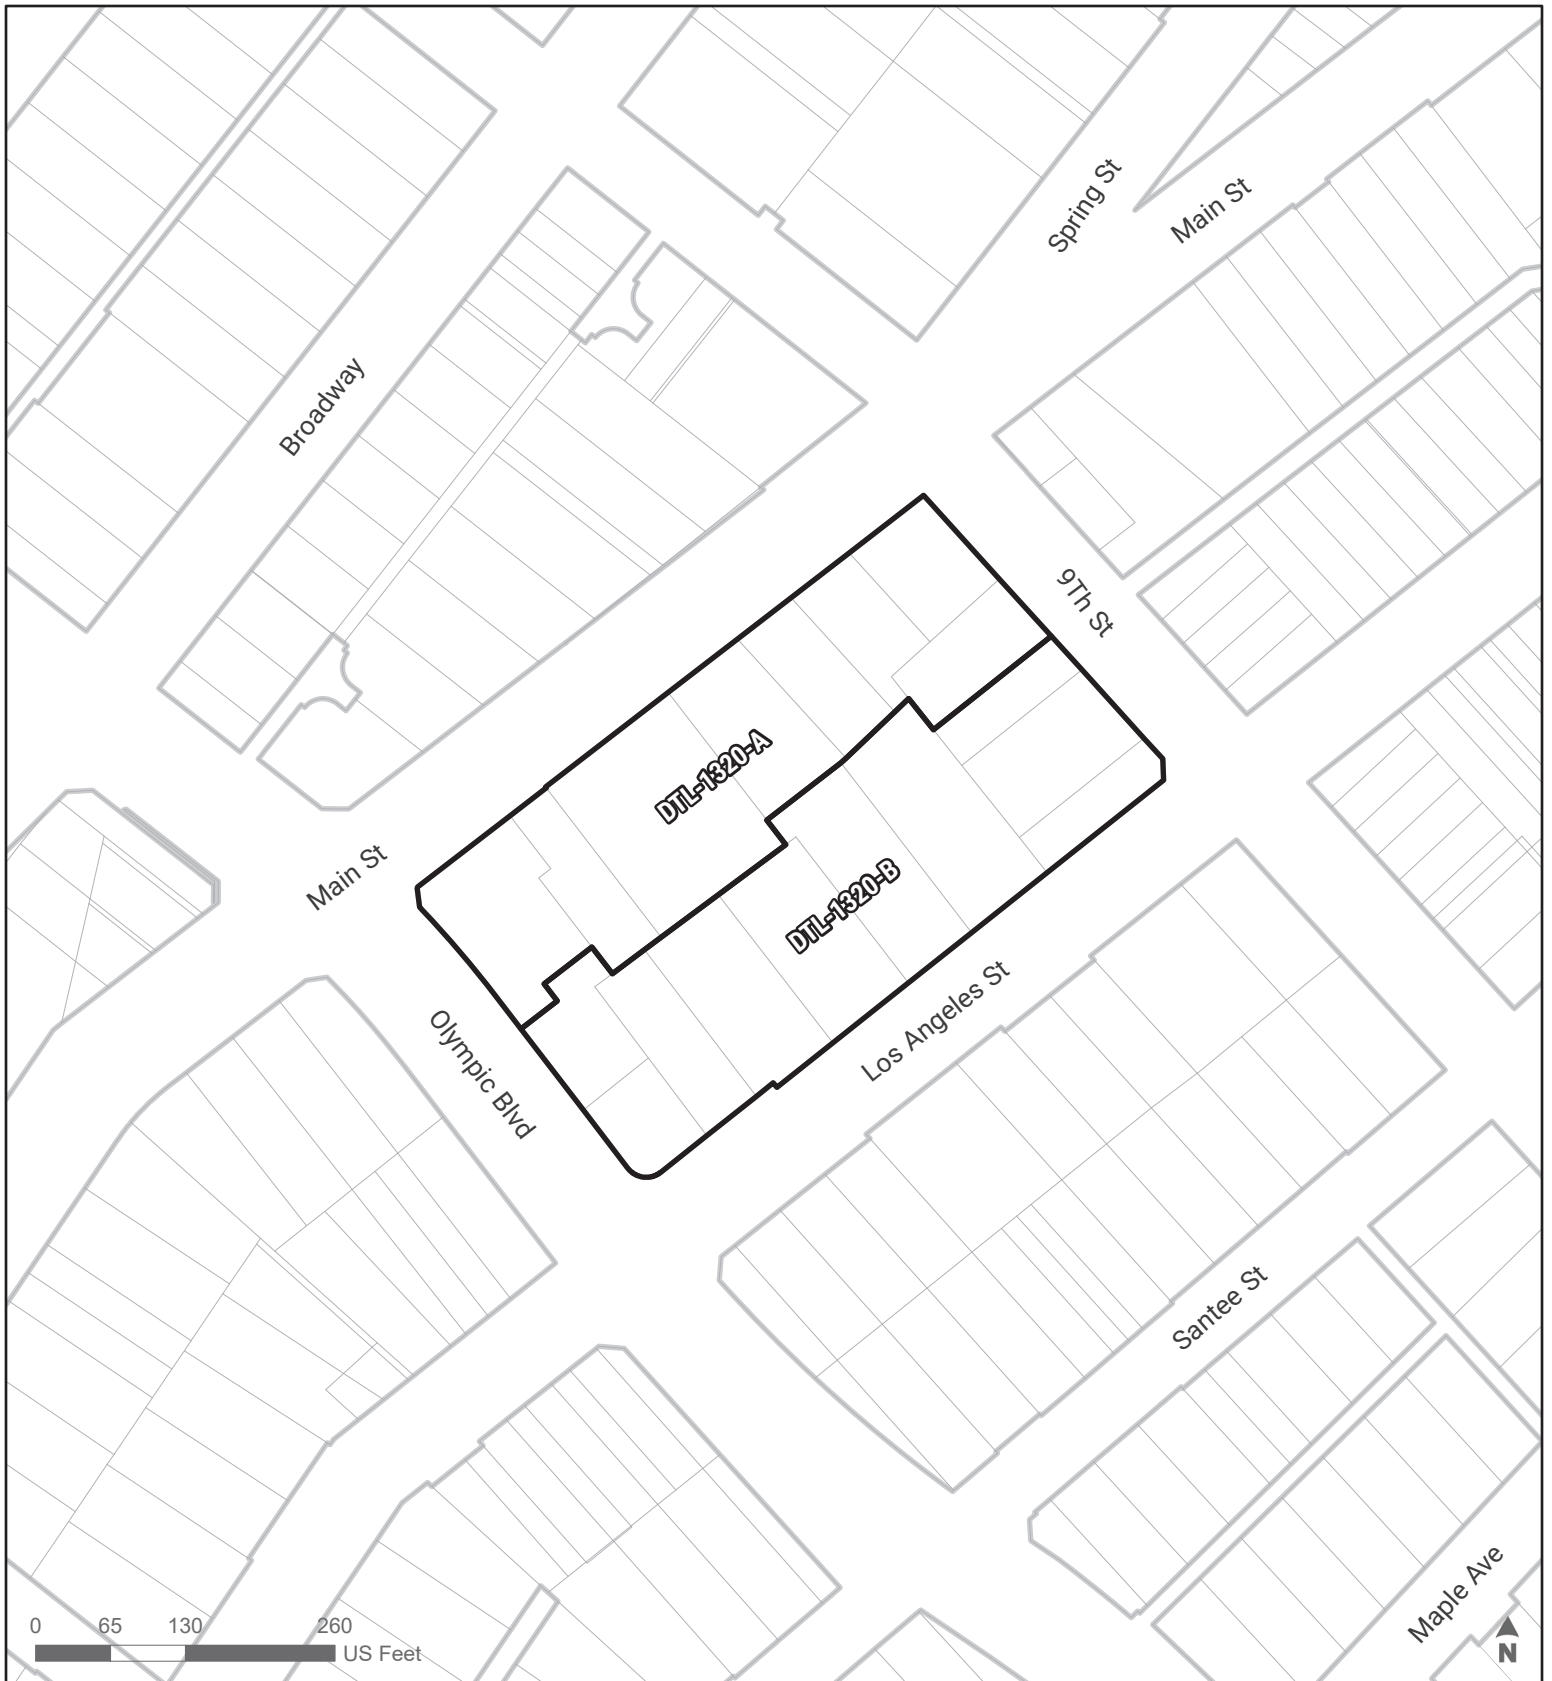 Spring St
Main St
Broadway
9Th St
DTL-1320-A
Main St
DTL-1320-B
Los Angeles St
Olympic Blvd
Santee St
Maple Ave
0 65 130 260
US Feet
N